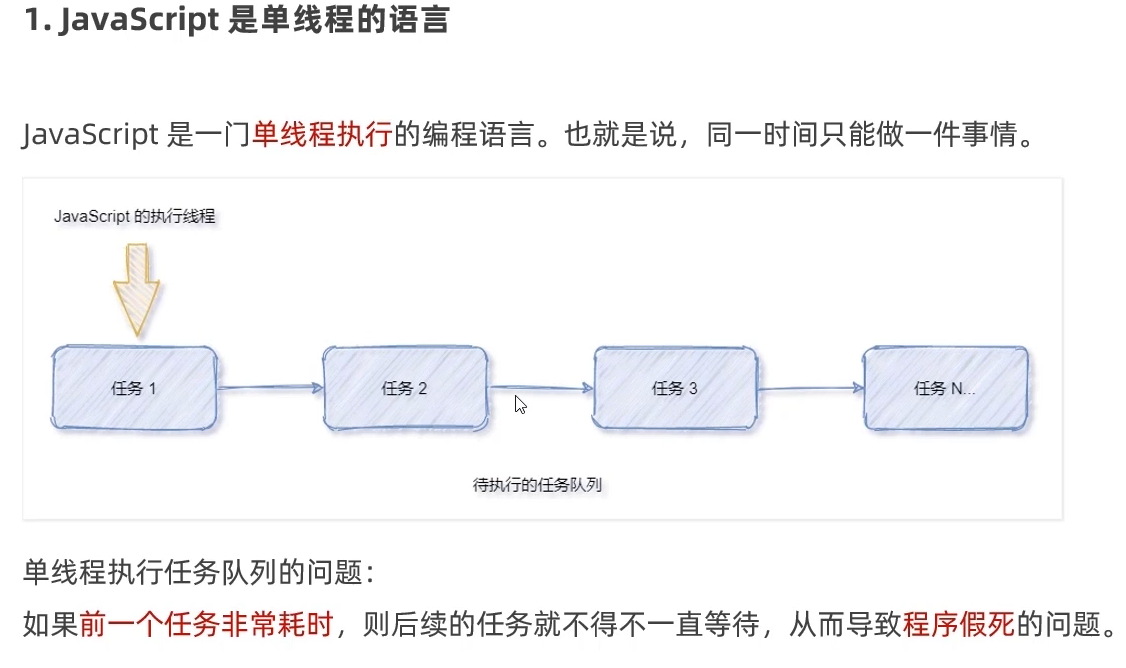 1. JavaScript 是单线程的语言
JavaScript 是一门单线程执行的编程语言。也就是说，同一时间只能做一件事情。
JavaScript 的执行线程
任务 1
任务 2
任务 3
任务 N...
待执行的任务队列
单线程执行任务队列的问题：
如果前一个任务非常耗时，则后续的任务就不得不一直等待，从而导致程序假死的问题。